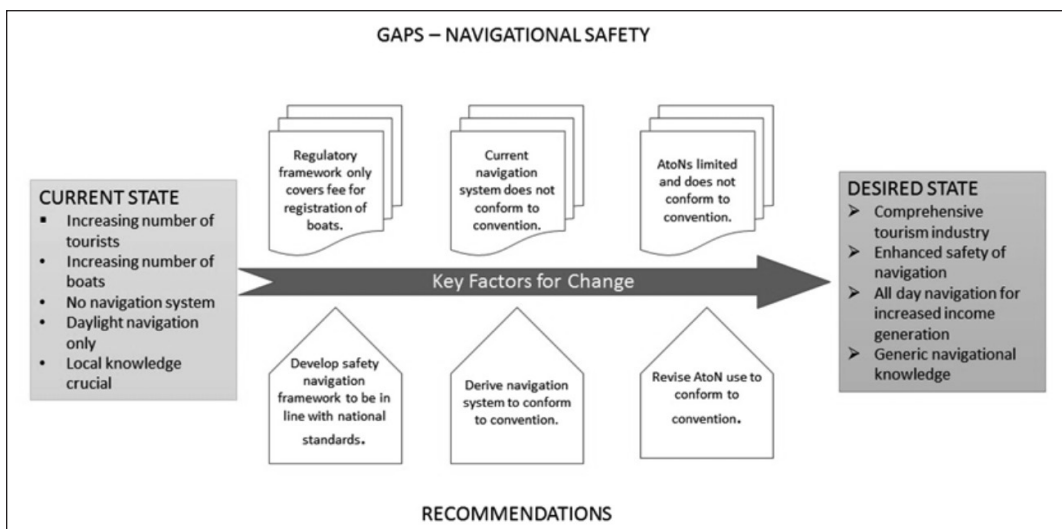 GAPS – NAVIGATIONAL SAFETY
CURRENT STATE
▪ Increasing number of
tourists
• Increasing number of
boats
• No navigation system
• Daylight navigation
only
• Local knowledge
crucial
Regulatory
framework only
covers fee for
registration of
boats.
Current
navigation
system does not
conform to
convention.
AtoNs limited
and does not
conform to
convention.
Key Factors for Change
Develop safety
navigation
framework to be in
line with national
standards.
Derive navigation
system to conform
to convention.
Revise AtoN use to
conform to
convention.
DESIRED STATE
➢ Comprehensive
tourism industry
➢ Enhanced safety of
navigation
➢ All day navigation for
increased income
generation
➢ Generic navigational
knowledge
RECOMMENDATIONS